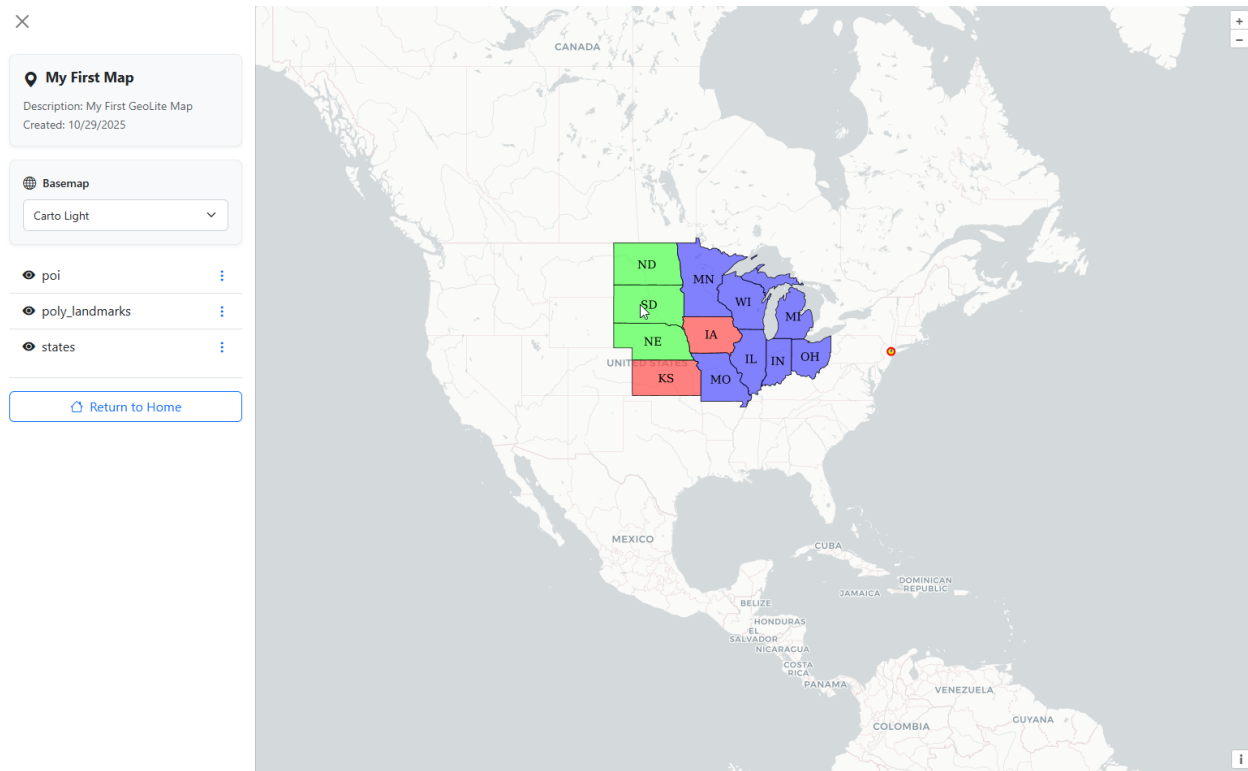 My First Map
Description: My First GeoLite Map
Created: 10/29/2025
Basemap
Carto Light
poi
poly_landmarks
states
Return to Home
+
−
CANADA
ND
MN
SD
WI
MI
IA
NE
UNITED STATES
IL
IN
OH
KS
MO
MEXICO
CUBA
DOMINICAN
REPUBLIC
JAMAICA
BELIZE
HONDURAS
EL
SALVADOR
NICARAGUA
COSTA
RICA
PANAMA
VENEZUELA
GUYANA
COLOMBIA
i